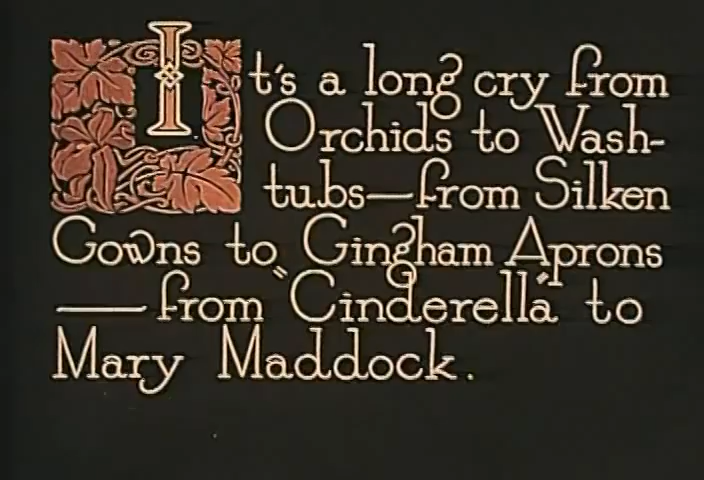 It's a long cry from
Orchids to Wash-
tubs—from Silken
Gowns to Gingham Aprons
—from "Cinderella" to
Mary Maddock.